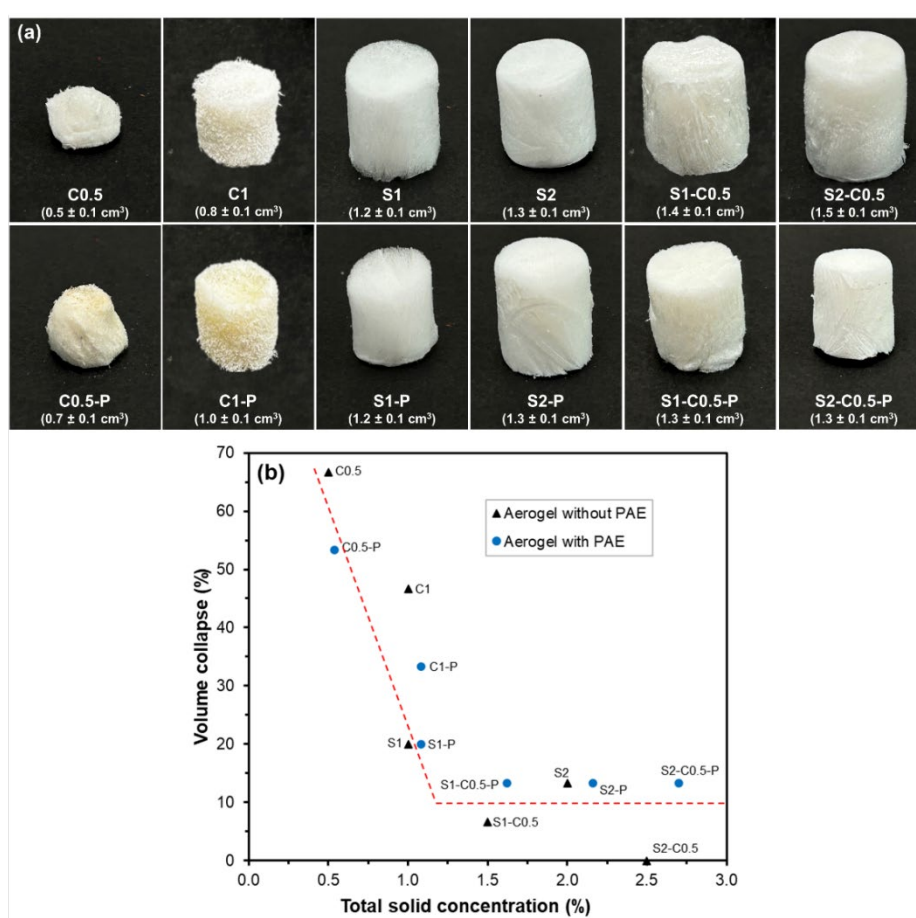 (a)
C0.5
(0.5 ± 0.1 cm³)
C1
(0.8 ± 0.1 cm³)
S1
(1.2 ± 0.1 cm³)
S2
(1.3 ± 0.1 cm³)
S1-C0.5
(1.4 ± 0.1 cm³)
S2-C0.5
(1.5 ± 0.1 cm³)
C0.5-P
(0.7 ± 0.1 cm³)
C1-P
(1.0 ± 0.1 cm³)
S1-P
(1.2 ± 0.1 cm³)
S2-P
(1.3 ± 0.1 cm³)
S1-C0.5-P
(1.3 ± 0.1 cm³)
S2-C0.5-P
(1.3 ± 0.1 cm³)
(b)
Volume collapse (%)
70
60
50
40
30
20
10
0
C0.5
Aerogel without PAE
Aerogel with PAE
C0.5-P
C1
C1-P
S1
S1-P
S1-C0.5-P
S2
S2-P
S2-C0.5-P
S1-C0.5
S2-C0.5
0.0 0.5 1.0 1.5 2.0 2.5 3.0
Total solid concentration (%)